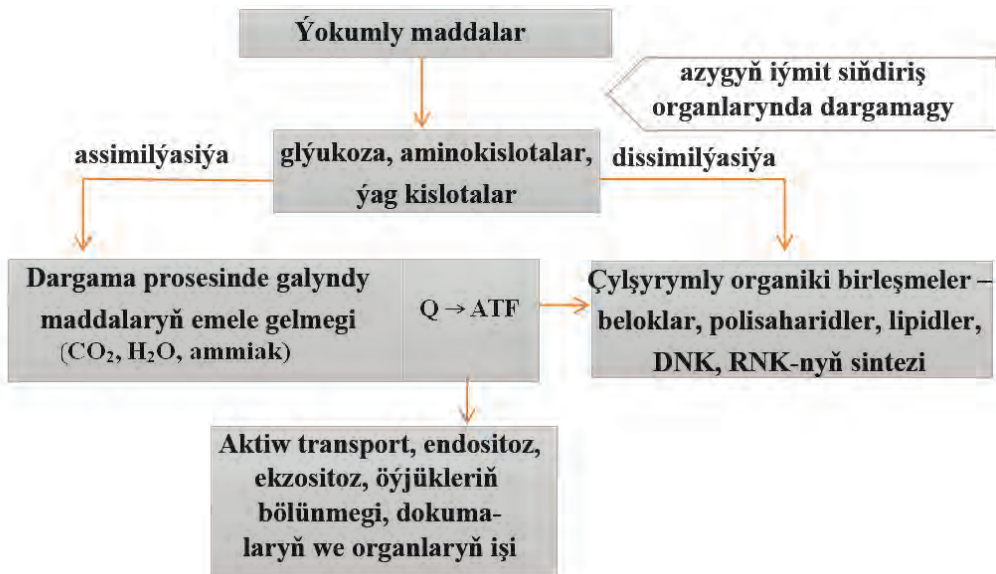 Ýokumly maddalar
azygyň iýmit siňdiriş
organlarynda dargamagy
assimilýasiýa
glýukoza, aminokislotalar,
ýag kislotalar
dissimilýasiýa
Dargama prosesinde galyndy
maddalaryň emele gelmegi
(CO₂, H₂O, ammiak)
Q → ATF
Çylşyrymly organiki birleşmeler –
beloklar, polisaharidler, lipidler,
DNK, RNK-nyň sintezi
Aktiw transport, endositoz,
ekzositoz, öýjükleriň
bölünmegi, dokuma-
laryň we organlaryň işi